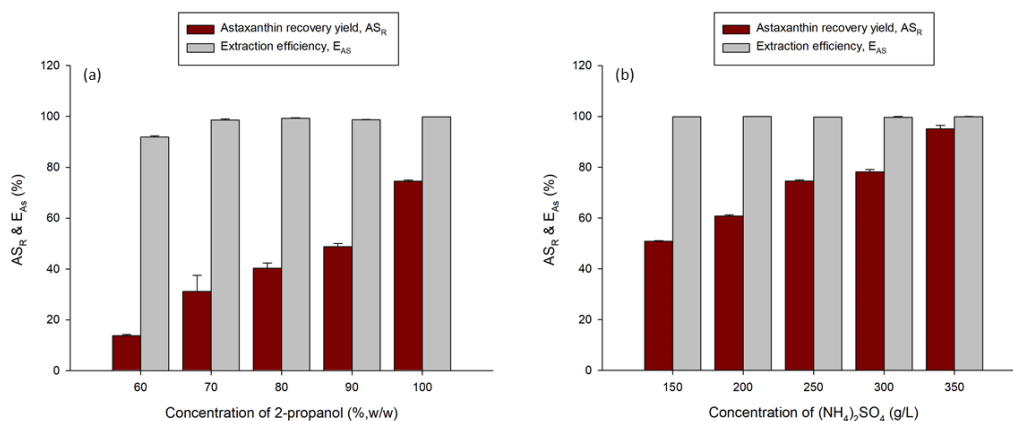 Astaxanthin recovery yield, AS_R
Extraction efficiency, E_AS
(a)
120
100
80
60
40
20
0
AS_R & E_As (%)
60 70 80 90 100
Concentration of 2-propanol (%,w/w)
Astaxanthin recovery yield, AS_R
Extraction efficiency, E_AS
(b)
120
100
80
60
40
20
0
AS_R & E_As (%)
150 200 250 300 350
Concentration of (NH_4)_2SO_4 (g/L)